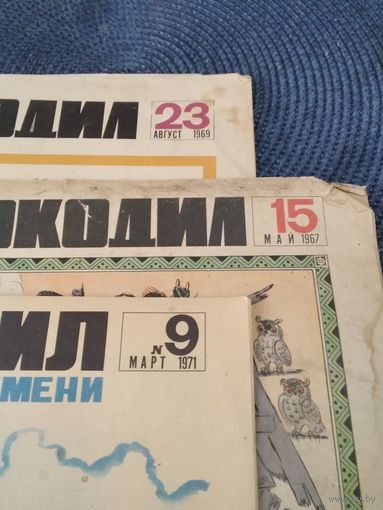 ОДИЛ
23
АВГУСТ 1969
ОКОДИЛ
15
МАЙ 1967
ИЛ
№ 9
МАРТ 1971
МЕНИ